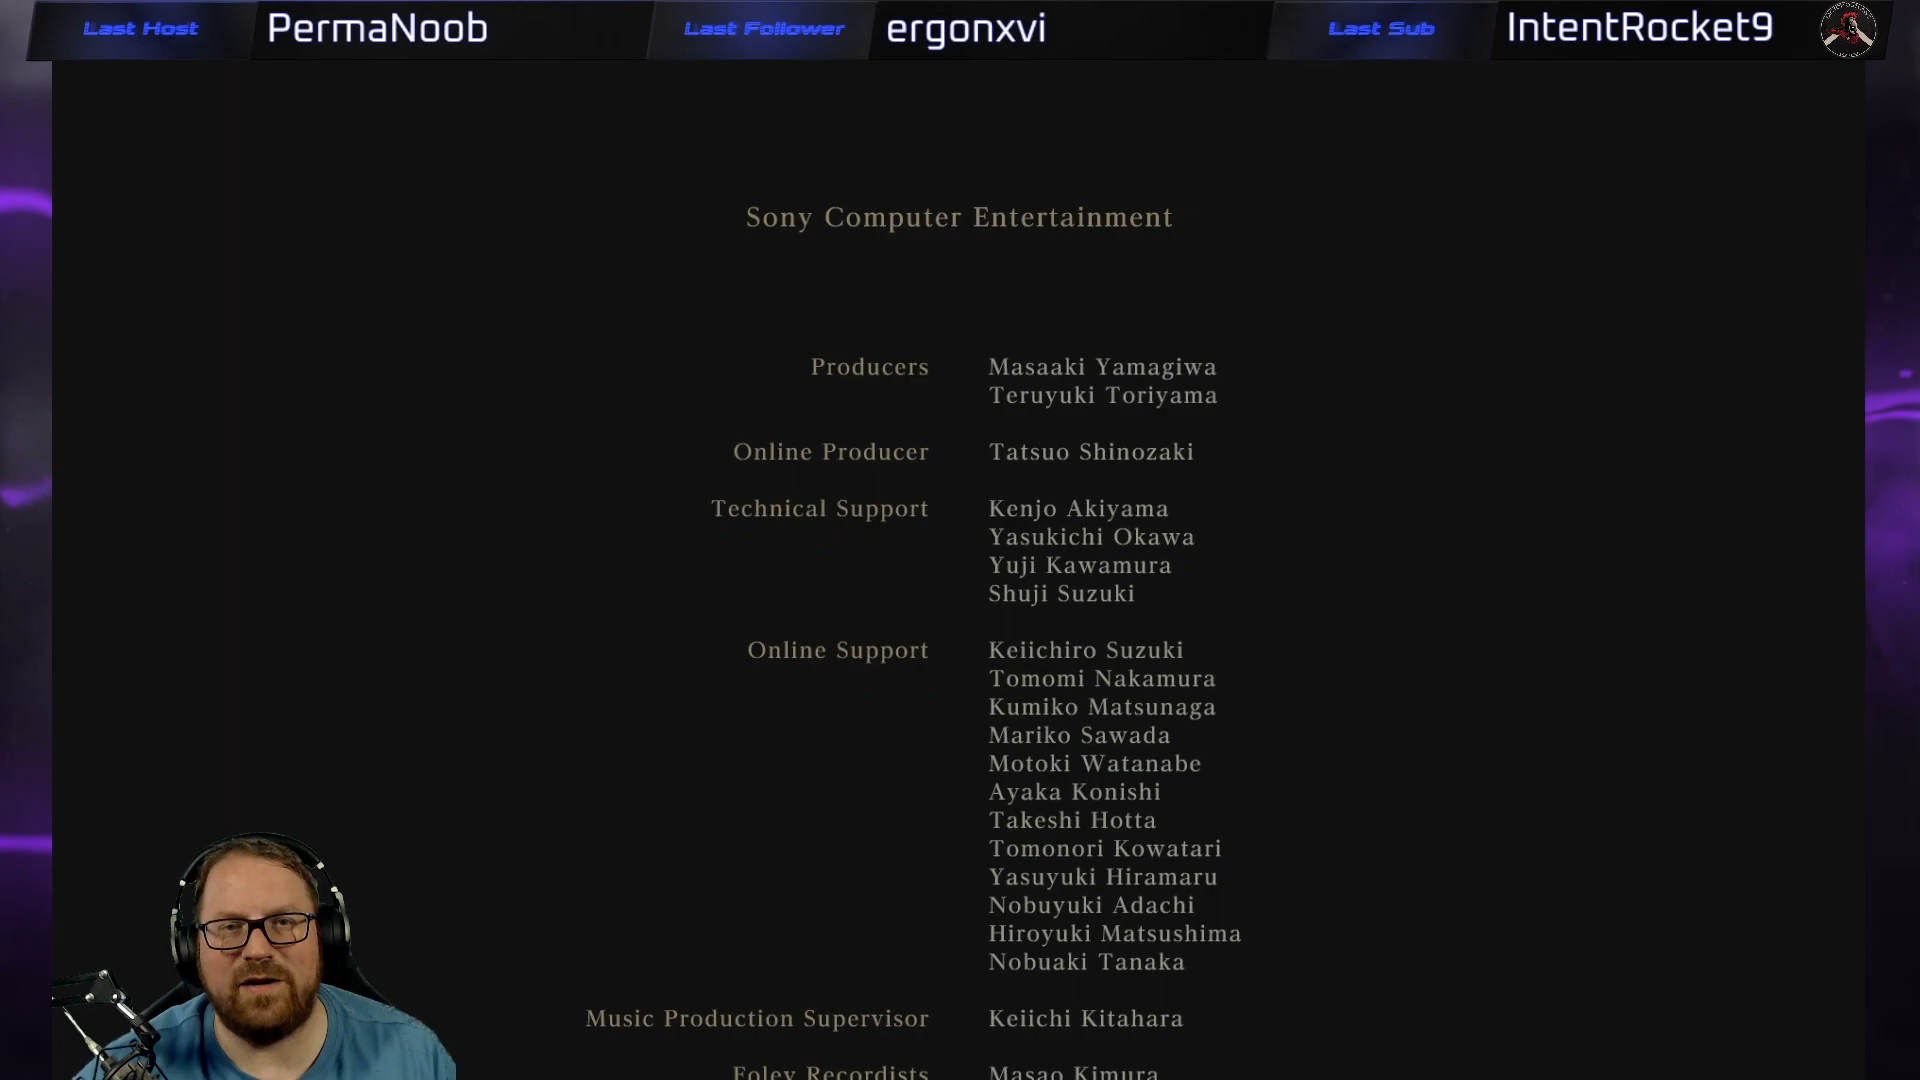 Last Host PermaNoob Last Follower ergonxvi Last Sub IntentRocket9
Sony Computer Entertainment
Producers Masaaki Yamagiwa
Teruyuki Toriyama
Online Producer Tatsuo Shinozaki
Technical Support Kenjo Akiyama
Yasukichi Okawa
Yuji Kawamura
Shuji Suzuki
Online Support Keiichiro Suzuki
Tomomi Nakamura
Kumiko Matsunaga
Mariko Sawada
Motoki Watanabe
Ayaka Konishi
Takeshi Hotta
Tomonori Kowatari
Yasuyuki Hiramaru
Nobuyuki Adachi
Hiroyuki Matsushima
Nobuaki Tanaka
Music Production Supervisor Keiichi Kitahara
Foley Recordists Masao Kimura